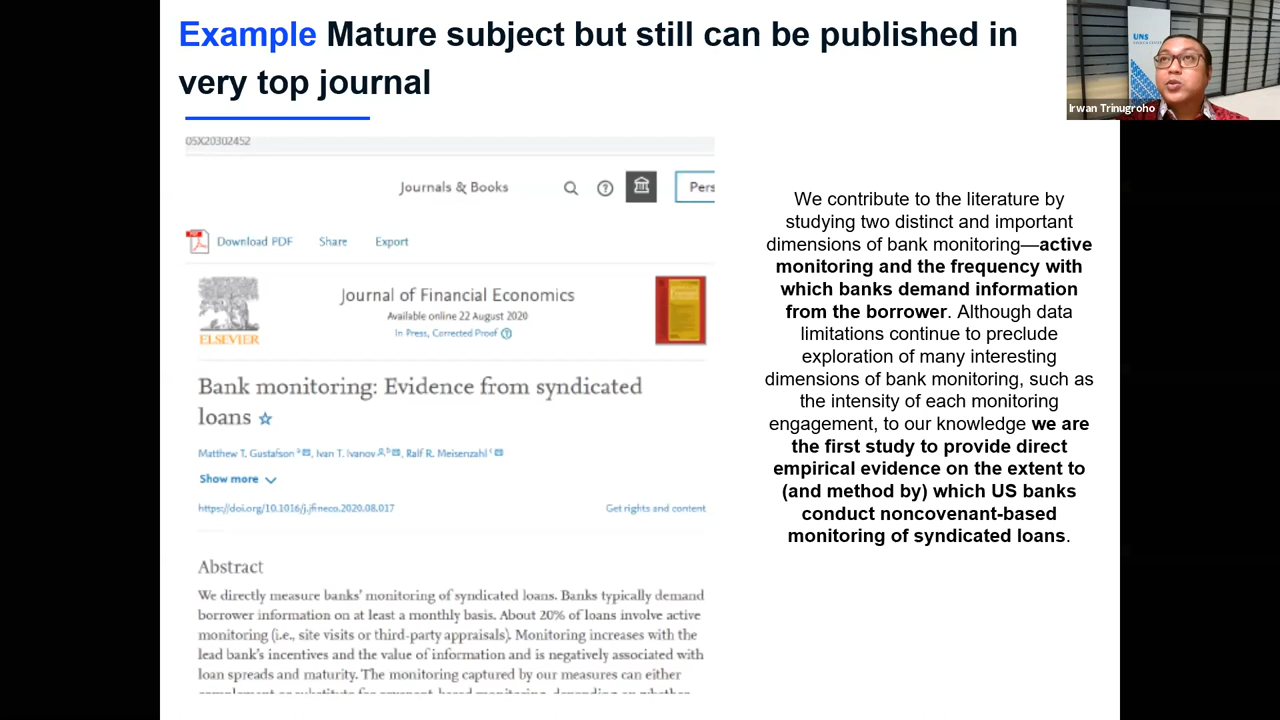 Example Mature subject but still can be published in
very top journal
UNS
Irwan Trinugroho
05X20302452
Journals & Books
Pers
Download PDF
Share
Export
ELSEVIER
Journal of Financial Economics
Available online 22 August 2020
In Press, Corrected Proof
Bank monitoring: Evidence from syndicated
loans
Matthew T. Gustafson a, Ivan T. Ivanov b, Ralf R. Meisenzahl c
Show more
https://doi.org/10.1016/j.jfineco.2020.08.017
Get rights and content
Abstract
We directly measure banks' monitoring of syndicated loans. Banks typically demand
borrower information on at least a monthly basis. About 20% of loans involve active
monitoring (i.e., site visits or third-party appraisals). Monitoring increases with the
lead bank's incentives and the value of information and is negatively associated with
loan spreads and maturity. The monitoring captured by our measures can either
We contribute to the literature by
studying two distinct and important
dimensions of bank monitoring—active
monitoring and the frequency with
which banks demand information
from the borrower. Although data
limitations continue to preclude
exploration of many interesting
dimensions of bank monitoring, such as
the intensity of each monitoring
engagement, to our knowledge we are
the first study to provide direct
empirical evidence on the extent to
(and method by) which US banks
conduct noncovenant-based
monitoring of syndicated loans.